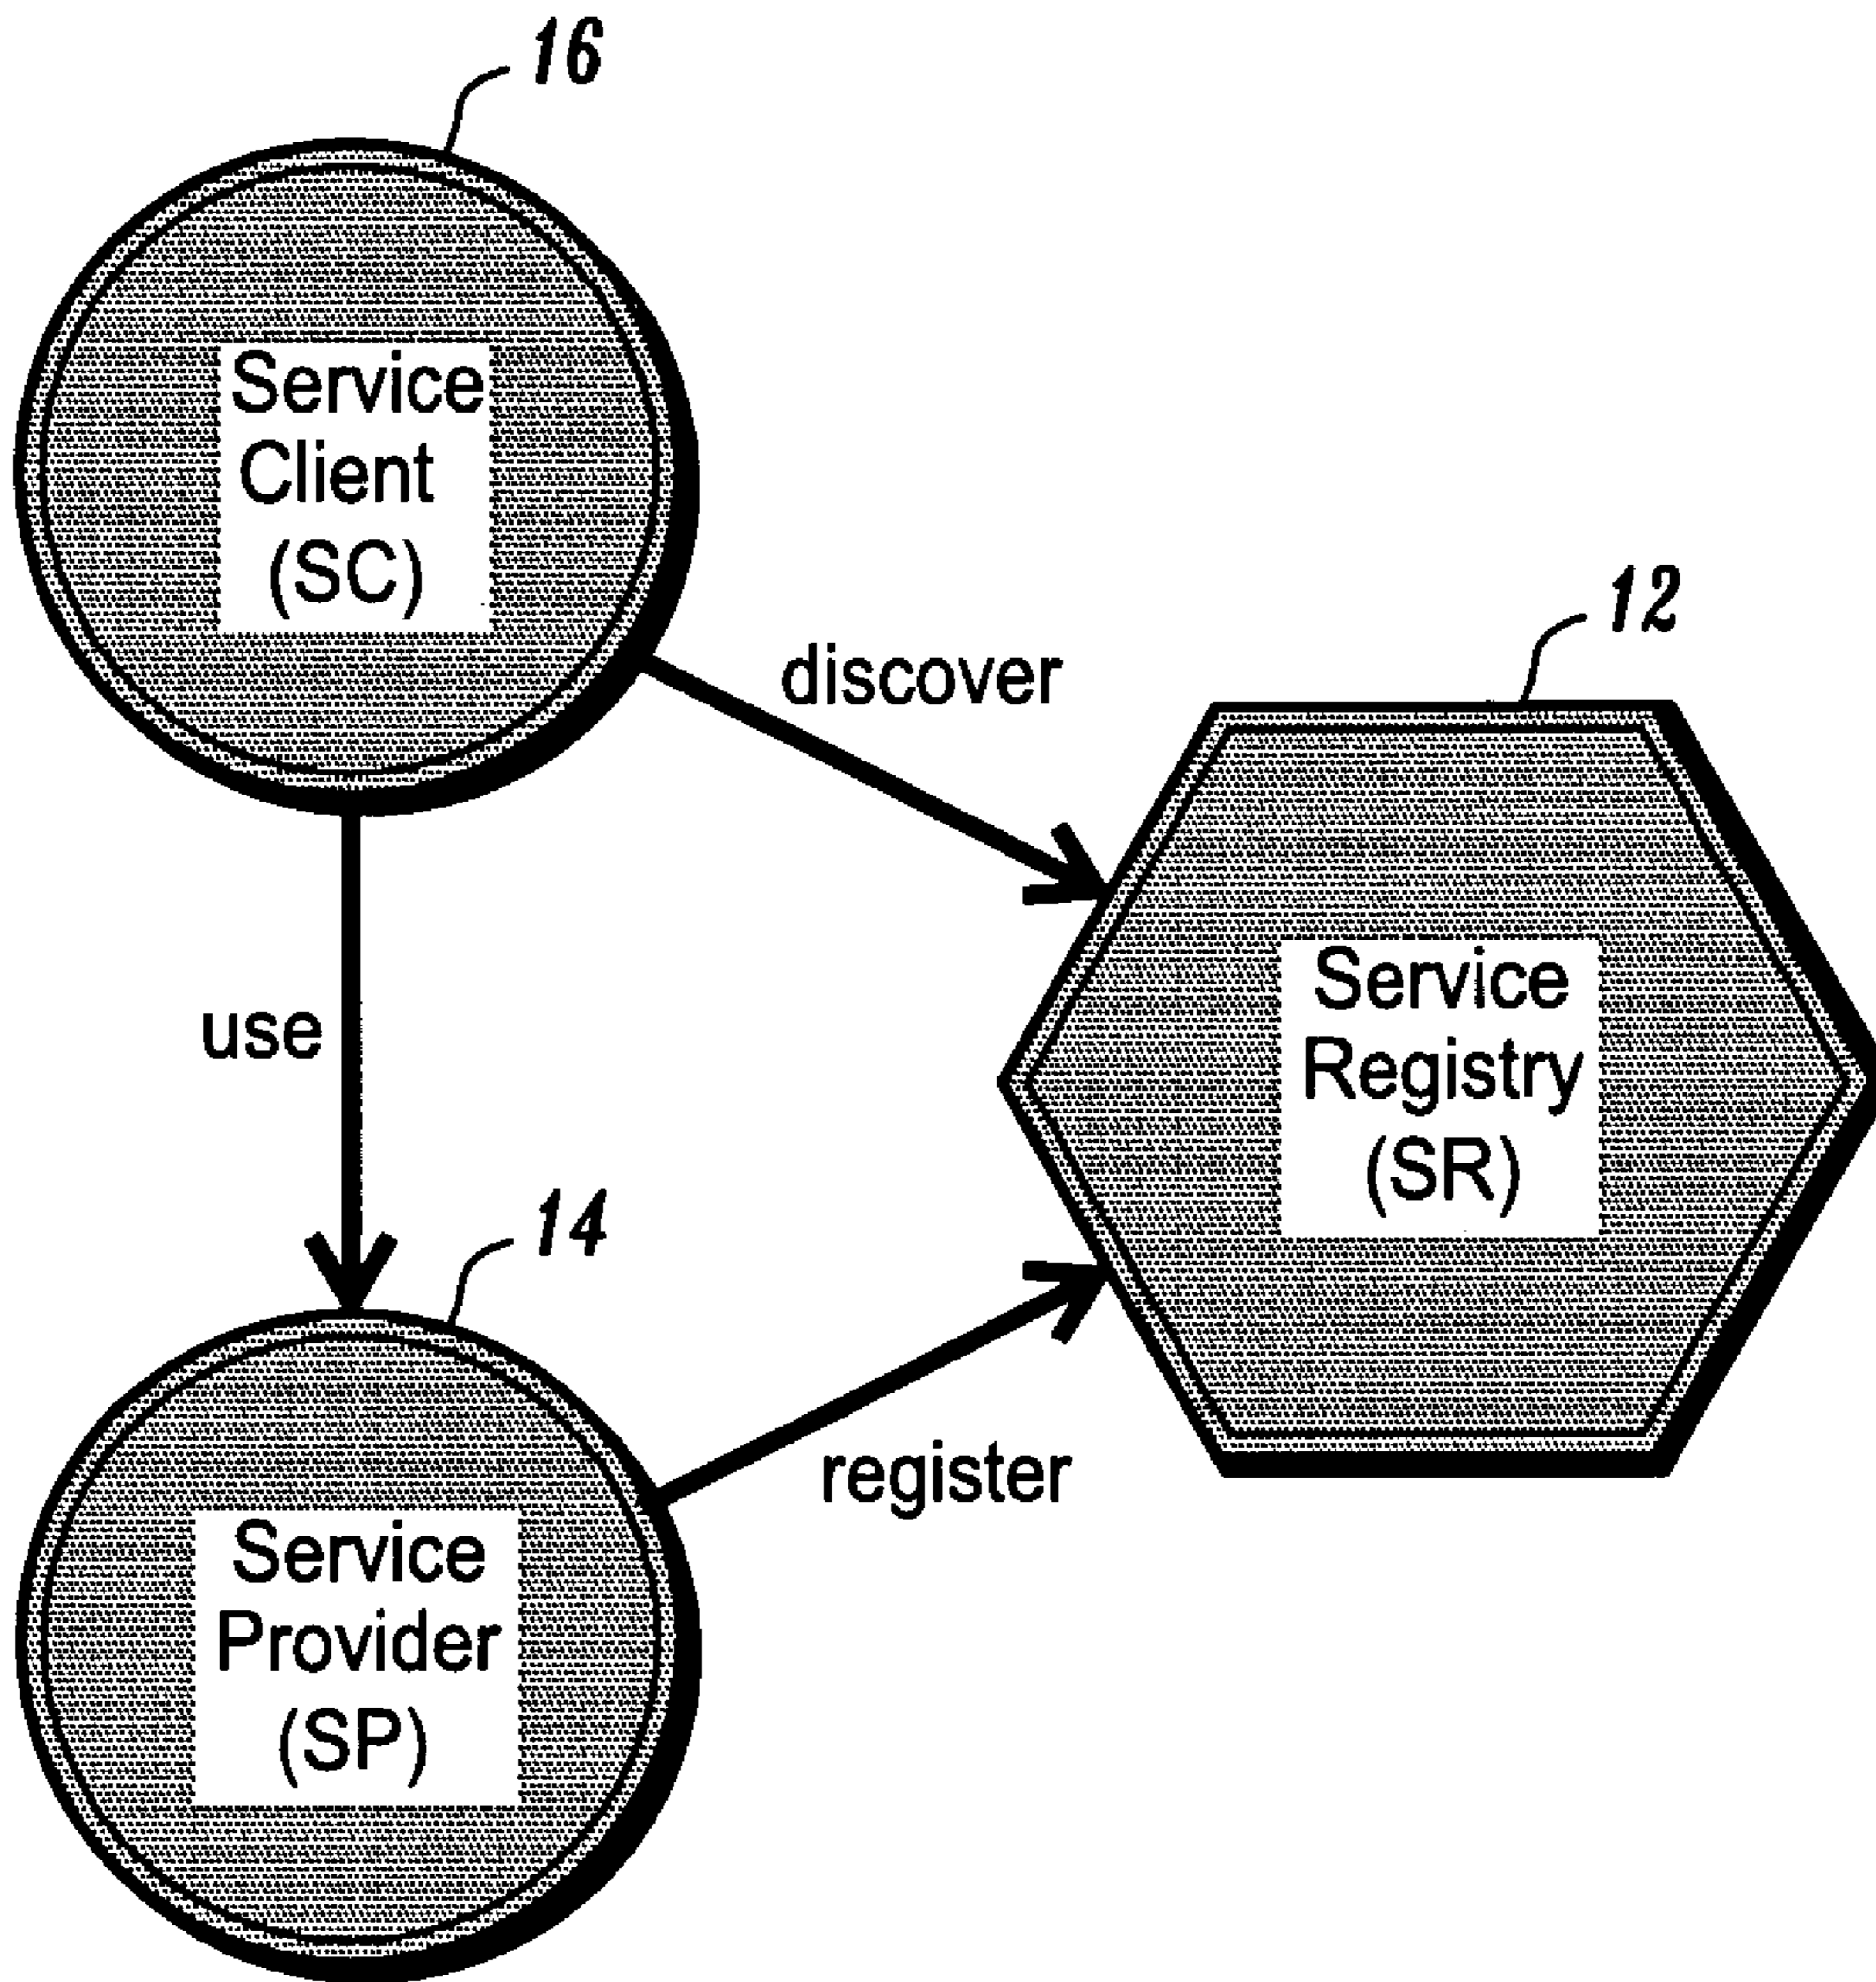 16
Service
Client
(SC)
discover
12
Service
Registry
(SR)
use
14
register
Service
Provider
(SP)